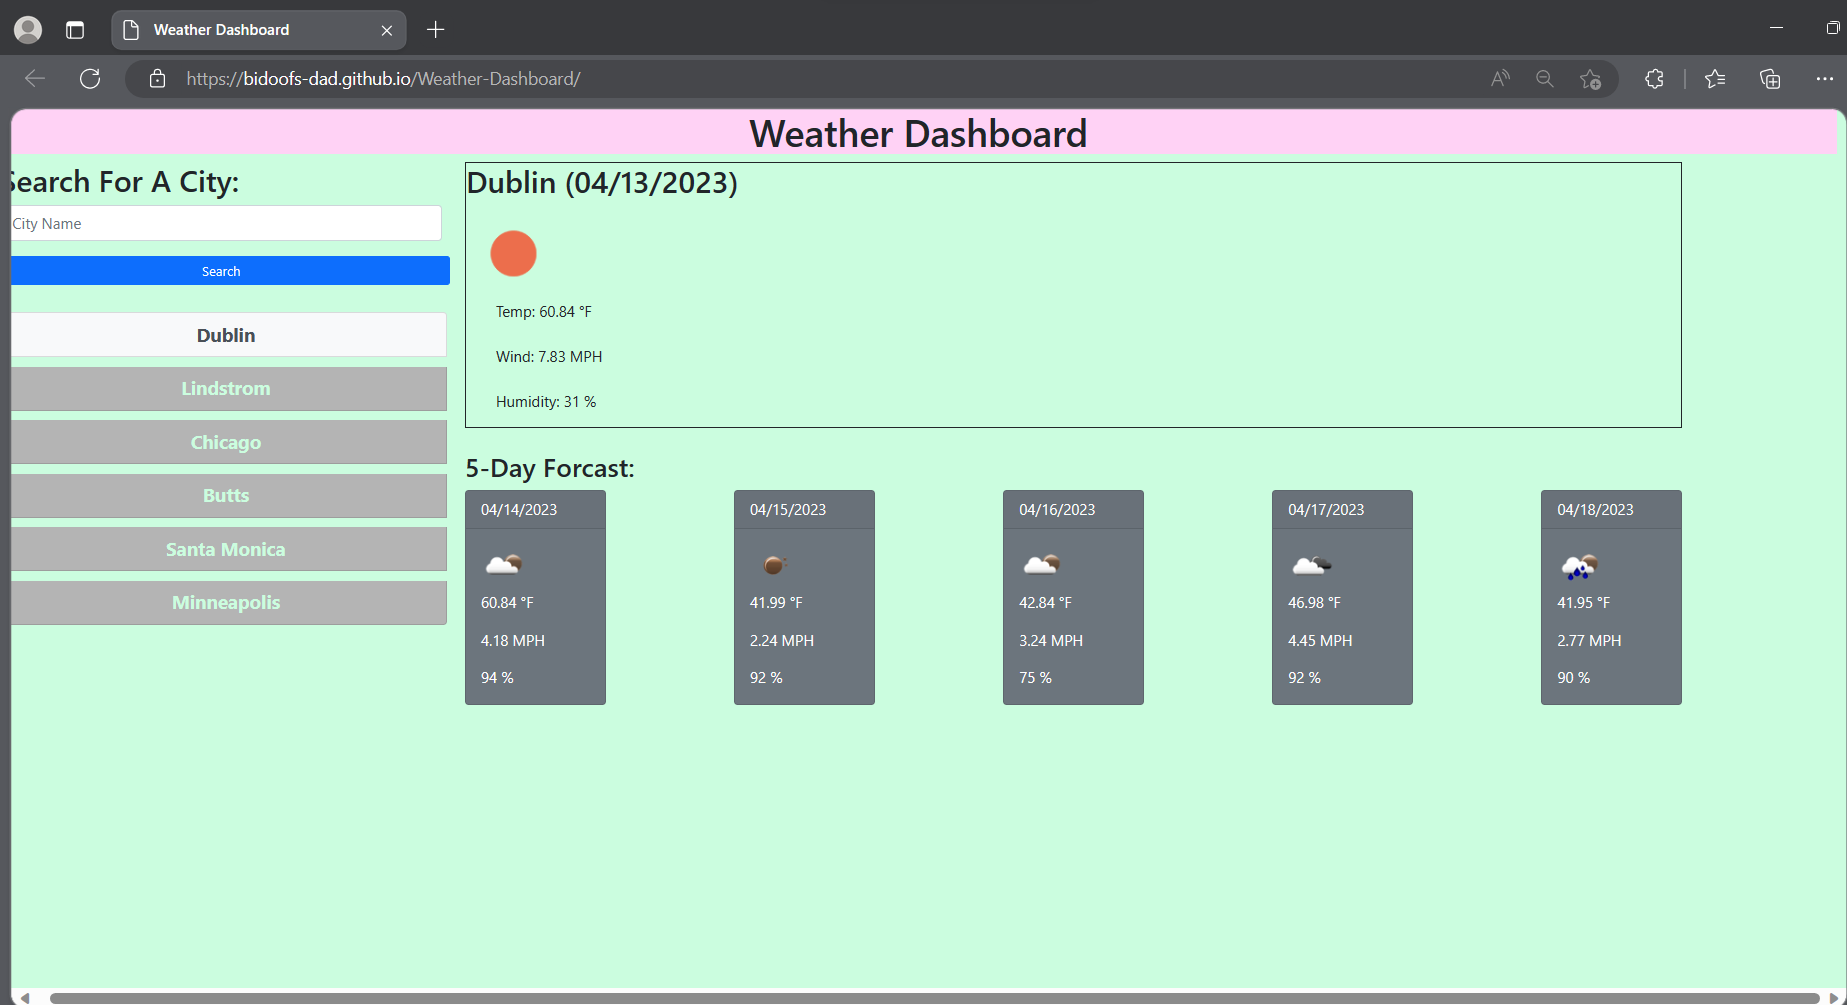 Weather Dashboard
https://bidoofs-dad.github.io/Weather-Dashboard/
Weather Dashboard
Search For A City:
City Name
Search
Dublin
Lindstrom
Chicago
Butts
Santa Monica
Minneapolis
Dublin (04/13/2023)
Temp: 60.84 °F
Wind: 7.83 MPH
Humidity: 31 %
5-Day Forcast:
04/14/2023
60.84 °F
4.18 MPH
94 %
04/15/2023
41.99 °F
2.24 MPH
92 %
04/16/2023
42.84 °F
3.24 MPH
75 %
04/17/2023
46.98 °F
4.45 MPH
92 %
04/18/2023
41.95 °F
2.77 MPH
90 %